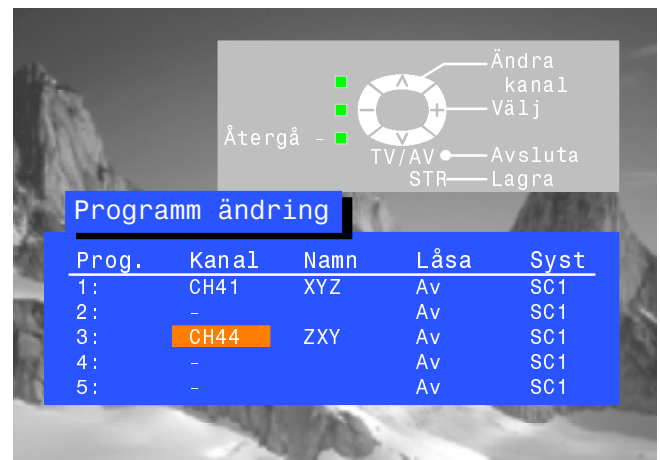 Ändra
kanal
Välj
Återgå -
TV/AV Avsluta
STR Lagra
Programm ändring
Prog. Kanal Namn Låsa Syst
1: CH41 XYZ Av SC1
2: - Av SC1
3: CH44 ZXY Av SC1
4: - Av SC1
5: - Av SC1